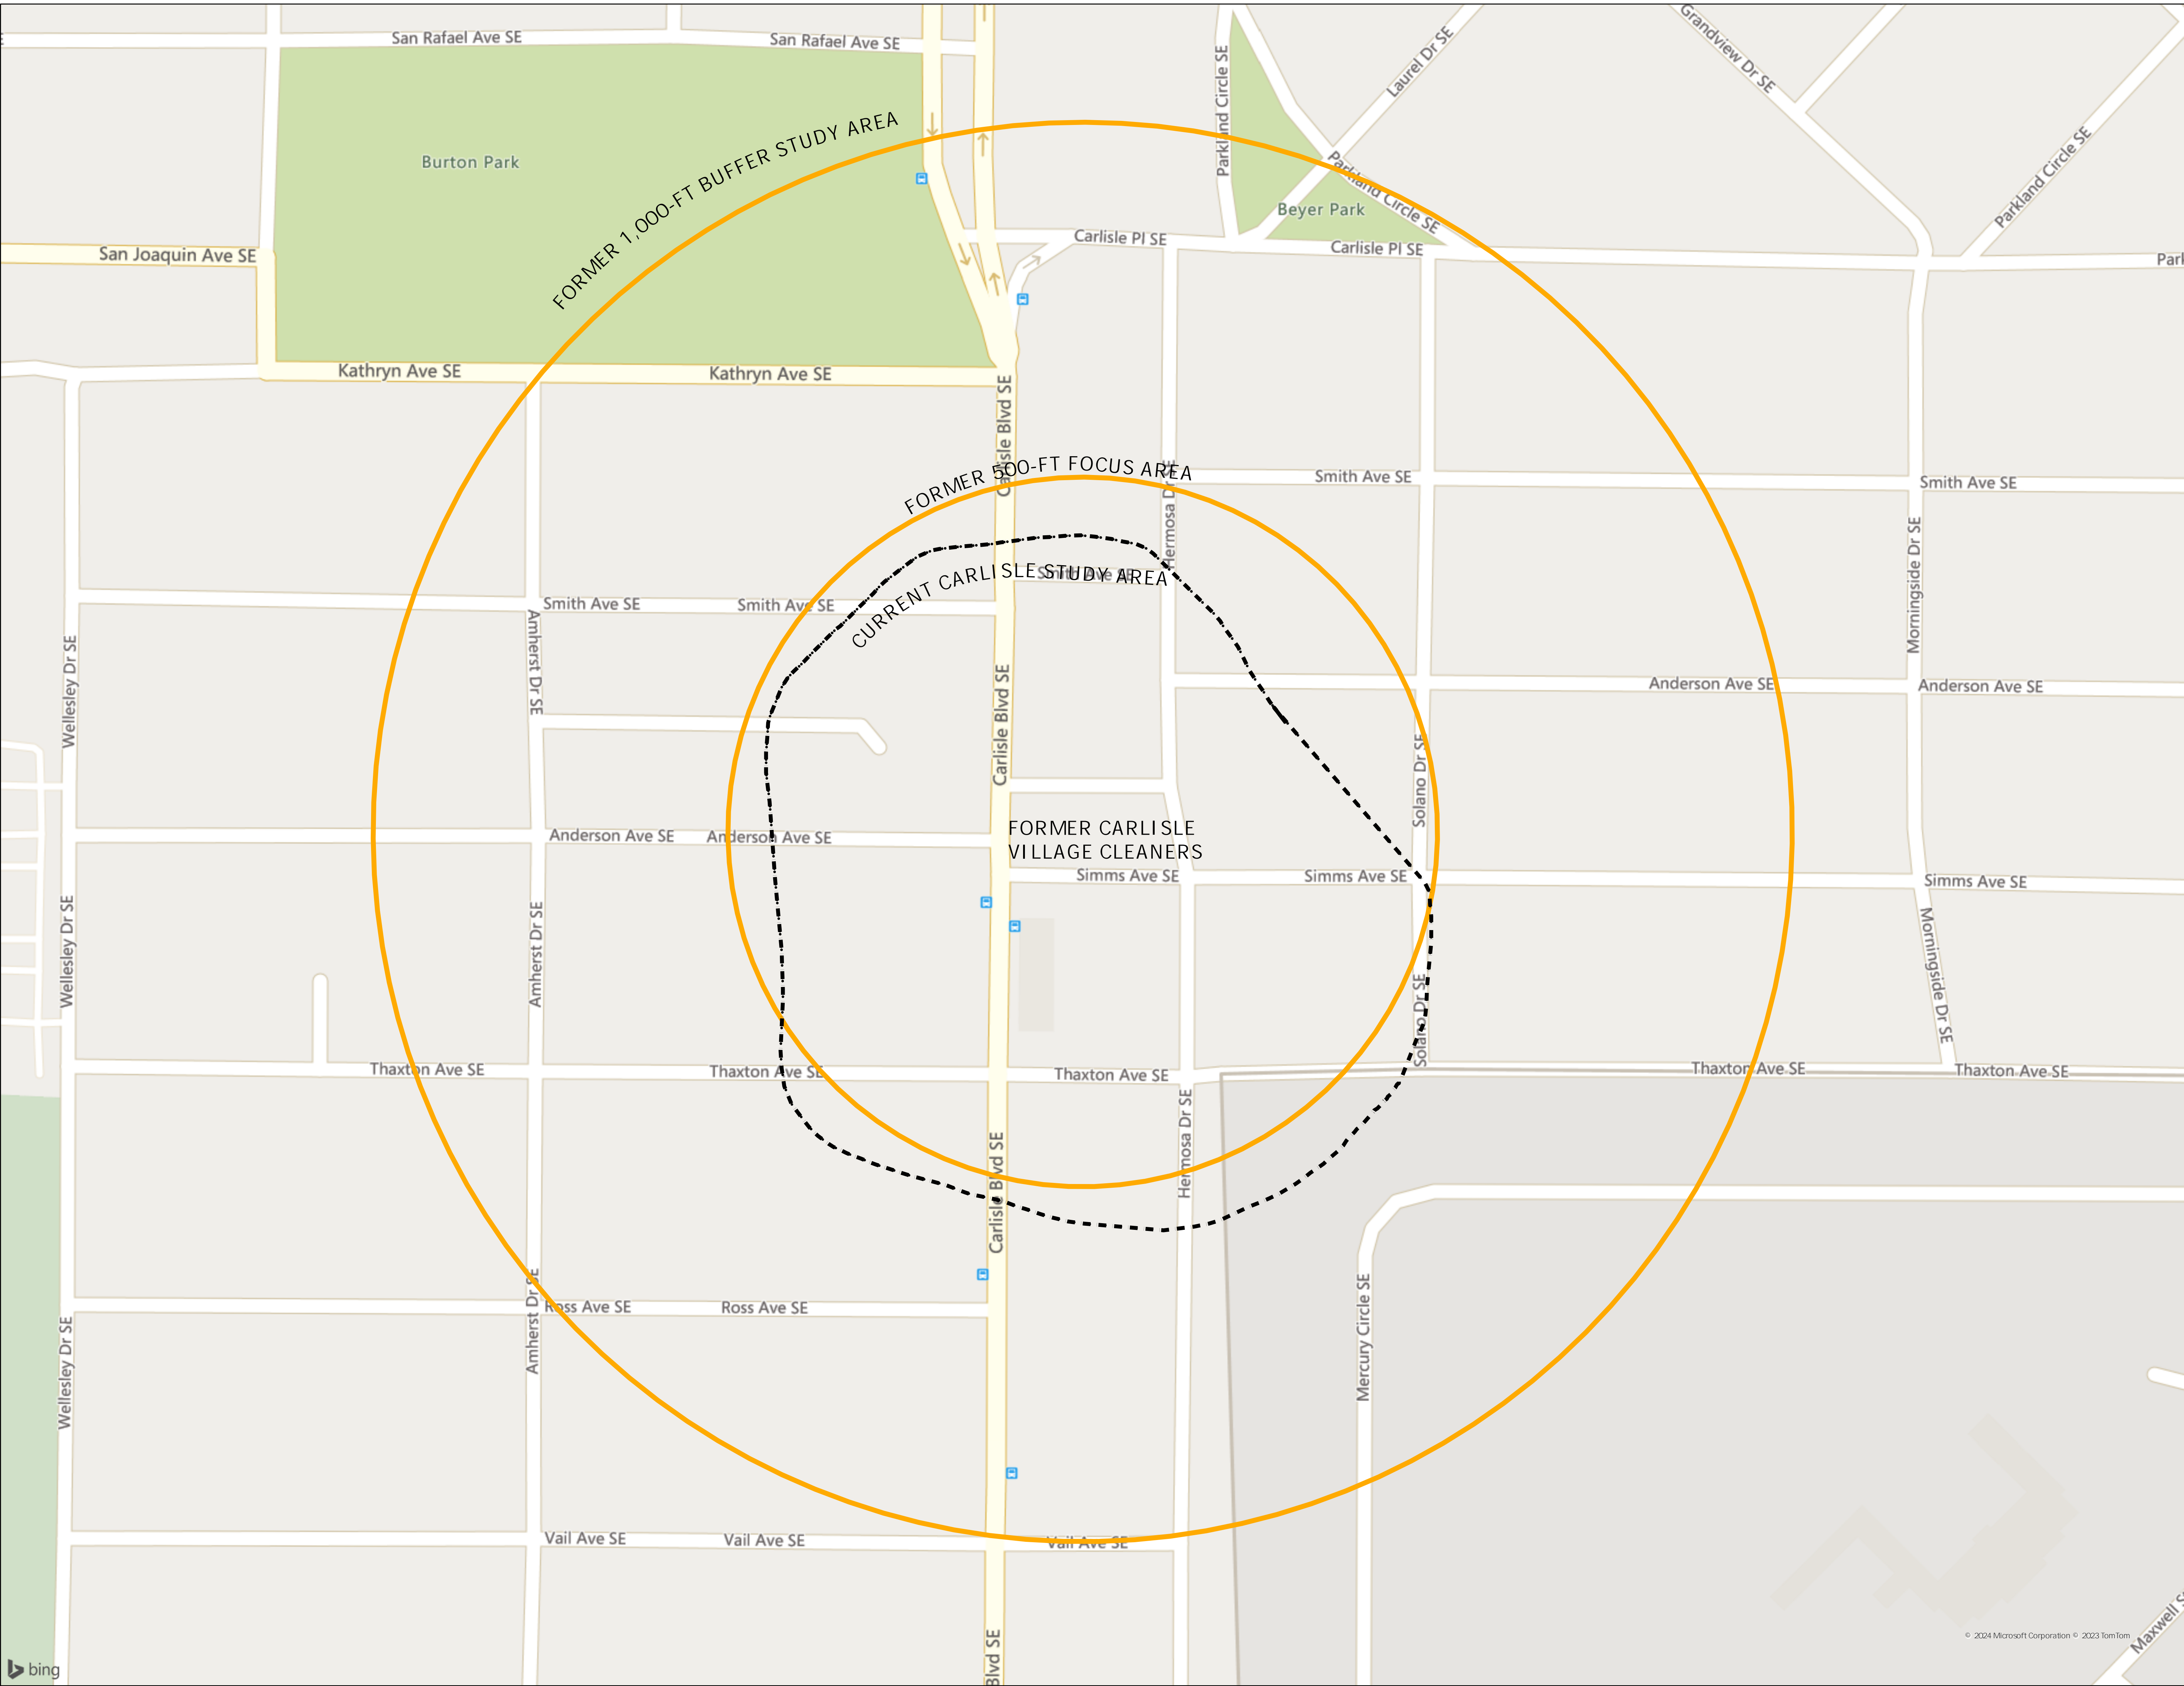 San Rafael Ave SE
San Rafael Ave SE
Parkland Circle SE
Laurel Dr SE
Grandview Dr SE
Parkland Circle SE
FORMER 1,000-FT BUFFER STUDY AREA
Burton Park
Parkland Circle SE
Beyer Park
Carlisle Pl SE
Carlisle Pl SE
San Joaquin Ave SE
Park
Kathryn Ave SE
Kathryn Ave SE
Carlisle Blvd SE
FORMER 500-FT FOCUS AREA
Hermosa Dr SE
Smith Ave SE
Smith Ave SE
Morningside Dr SE
CURRENT CARLISLE STUDY AREA
Smith Ave SE
Smith Ave SE
Smith Ave SE
Wellesley Dr SE
Amherst Dr SE
Carlisle Blvd SE
Anderson Ave SE
Anderson Ave SE
Solano Dr SE
Anderson Ave SE
Anderson Ave SE
FORMER CARLISLE
VILLAGE CLEANERS
Simms Ave SE
Simms Ave SE
Simms Ave SE
Wellesley Dr SE
Amherst Dr SE
Solano Dr SE
Morningside Dr SE
Thaxton Ave SE
Thaxton Ave SE
Thaxton Ave SE
Thaxton Ave SE
Thaxton Ave SE
Carlisle Blvd SE
Hermosa Dr SE
Wellesley Dr SE
Amherst Dr SE
Ross Ave SE
Ross Ave SE
Mercury Circle SE
Vail Ave SE
Vail Ave SE
Vail Ave SE
Blvd SE
Maxwell S
© 2024 Microsoft Corporation © 2023 TomTom
bing